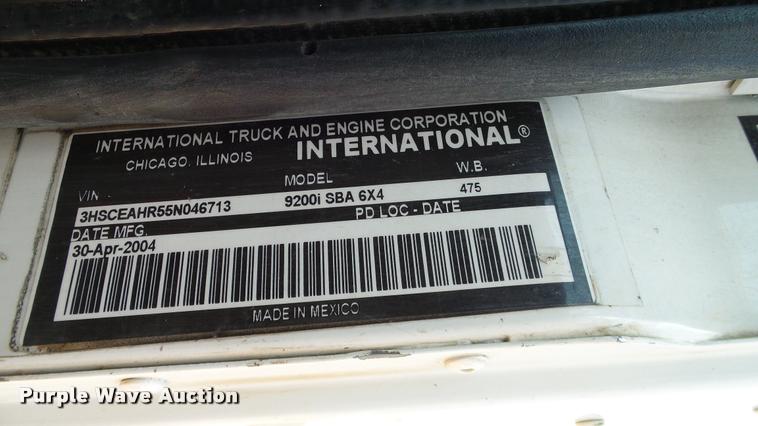 INTERNATIONAL TRUCK AND ENGINE CORPORATION
CHICAGO, ILLINOIS INTERNATIONAL®
VIN MODEL W.B.
3HSCEAHR55N046713 9200i SBA 6X4 475
DATE MFG. PD LOC - DATE
30-Apr-2004
MADE IN MEXICO
Purple Wave Auction